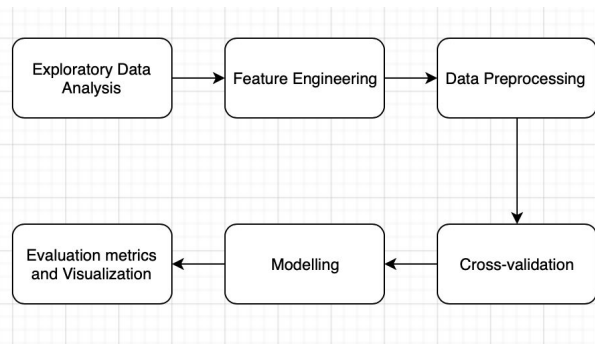 Exploratory Data
Analysis
Feature Engineering
Data Preprocessing
Cross-validation
Modelling
Evaluation metrics
and Visualization